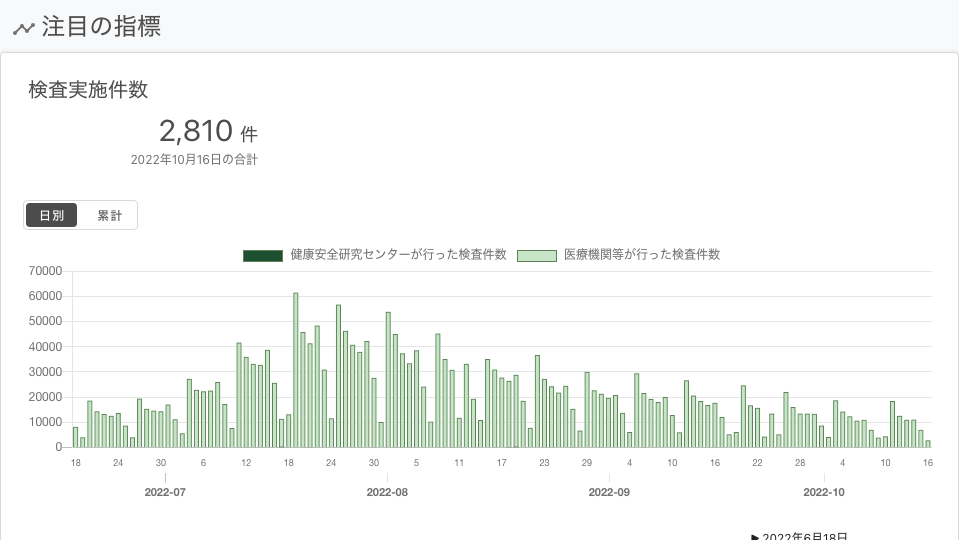 注目の指標
検査実施件数
2,810 件
2022年10月16日の合計
日別 累計
健康安全研究センターが行った検査件数 医療機関等が行った検査件数
70000
60000
50000
40000
30000
20000
10000
0
18 24 30 6 12 18 24 30 5 11 17 23 29 4 10 16 22 28 4 10 16
2022-07 2022-08 2022-09 2022-10
▶ 2022年6月18日